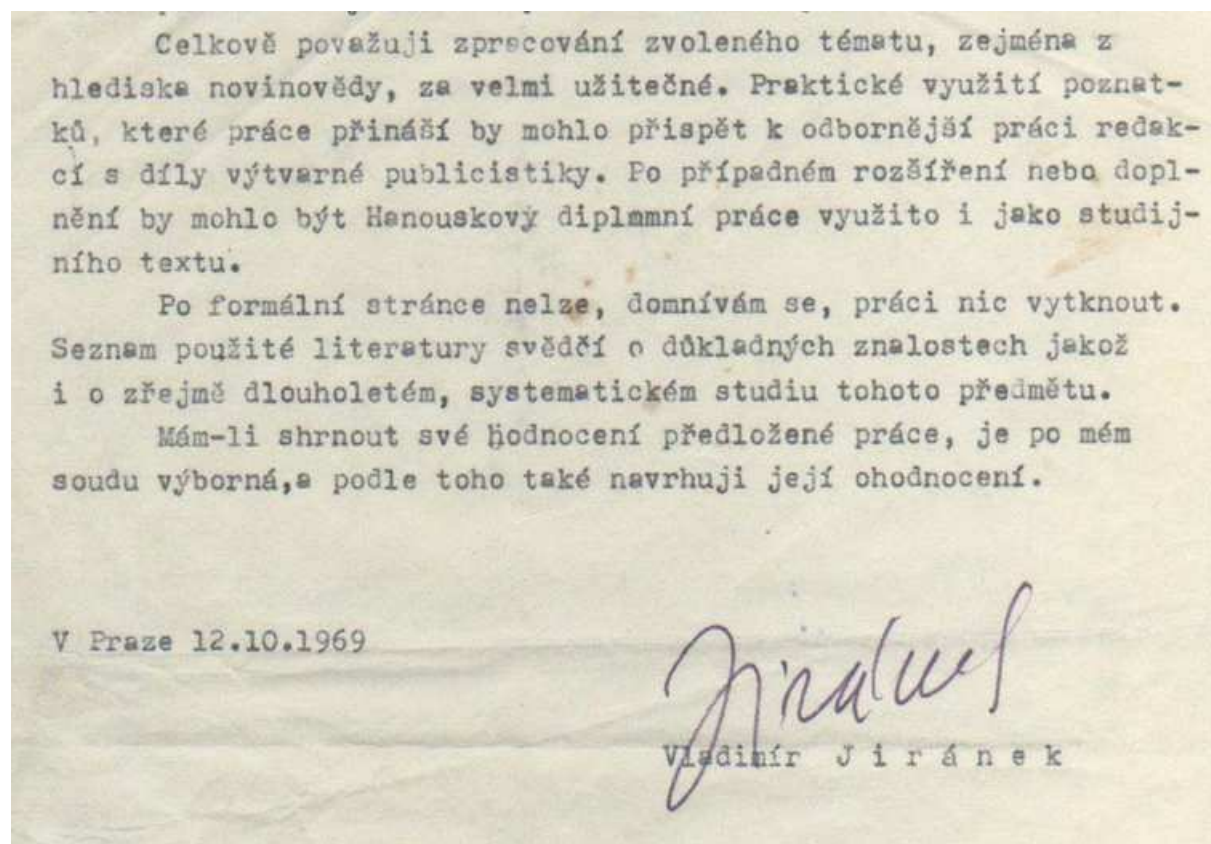 Celkově považuji zpracování zvoleného tématu, zejména z
hlediska novinovědy, za velmi užitečné. Praktické využití poznat-
ků, které práce přináší by mohlo přispět k odbornější práci redak-
cí s díly výtvarné publicistiky. Po případném rozšíření nebo dopl-
nění by mohlo být Hanouskovy diplamní práce využito i jako studij-
ního textu.
Po formální stránce nelze, domnívám se, práci nic vytknout.
Seznam použité literatury svědčí o důkladných znalostech jakož
i o zřejmě dlouholetém, systematickém studiu tohoto předmětu.
Mám-li shrnout své hodnocení předložené práce, je po mém
soudu výborná,a podle toho také navrhuji její ohodnocení.
V Praze 12.10.1969
Jiránek
Vladimír J i r á n e k